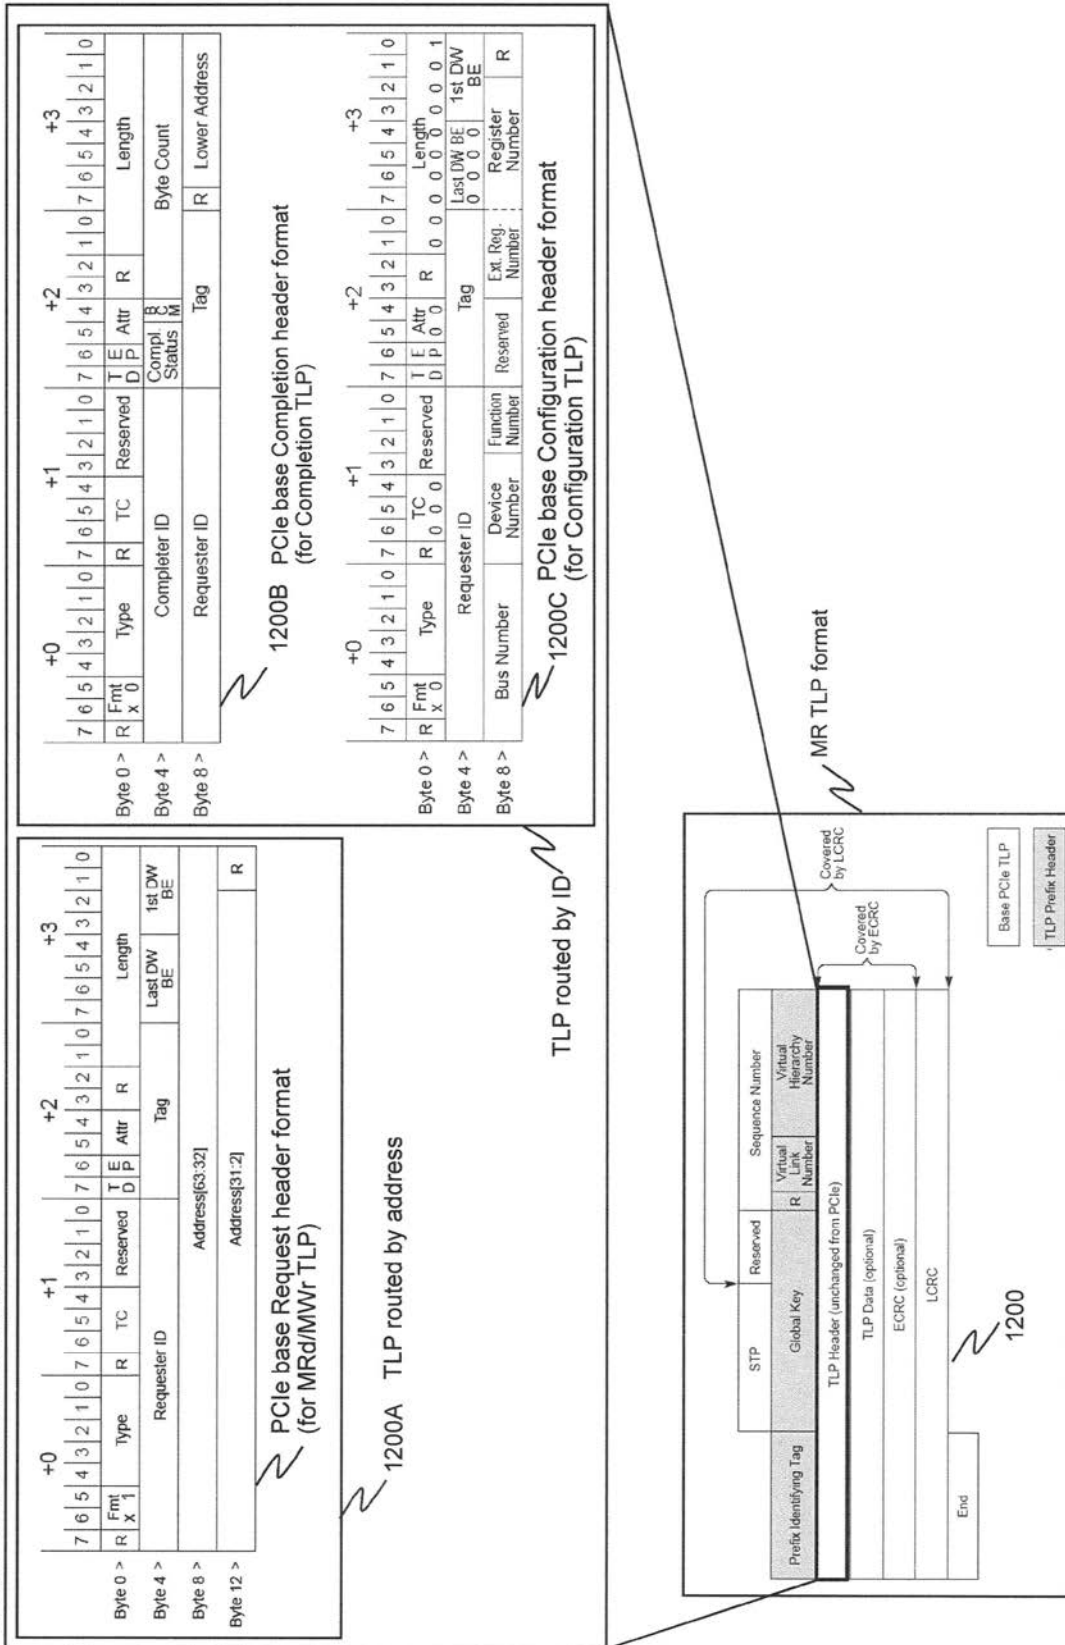 +0 +1 +2 +3
7 6 5 4 3 2 1 0 7 6 5 4 3 2 1 0 7 6 5 4 3 2 1 0 7 6 5 4 3 2 1 0
Byte 0 > R Fmt x 1 Type R TC Reserved T D E P Attr R Length
Byte 4 > Requester ID Tag Last DW BE 1st DW BE
Byte 8 > Address[63:32]
Byte 12 > Address[31:2] R
PCIe base Request header format
(for MRd/MWr TLP)
1200A TLP routed by address
+0 +1 +2 +3
7 6 5 4 3 2 1 0 7 6 5 4 3 2 1 0 7 6 5 4 3 2 1 0 7 6 5 4 3 2 1 0
Byte 0 > R Fmt x 0 Type R TC Reserved T D E P Attr R Length
Byte 4 > Completer ID Compl. Status B C M Byte Count
Byte 8 > Requester ID Tag R Lower Address
1200B PCIe base Completion header format
(for Completion TLP)
+0 +1 +2 +3
7 6 5 4 3 2 1 0 7 6 5 4 3 2 1 0 7 6 5 4 3 2 1 0 7 6 5 4 3 2 1 0
Byte 0 > R Fmt x 0 Type R TC 0 0 0 Reserved T D E P Attr 0 0 R Length 0 0 0 0 0 0 0 0 0 1
Byte 4 > Requester ID Tag Last DW BE 0 0 0 0 1st DW BE
Byte 8 > Bus Number Device Number Function Number Reserved Ext. Reg. Number Register Number R
1200C PCIe base Configuration header format
(for Configuration TLP)
TLP routed by ID
MR TLP format
STP Reserved Sequence Number
Prefix Identifying Tag Global Key R Virtual Link Number Virtual Hierarchy Number
TLP Header (unchanged from PCIe)
TLP Data (optional)
ECRC (optional)
LCRC
End
Covered by ECRC
Covered by LCRC
1200
Base PCIe TLP
TLP Prefix Header